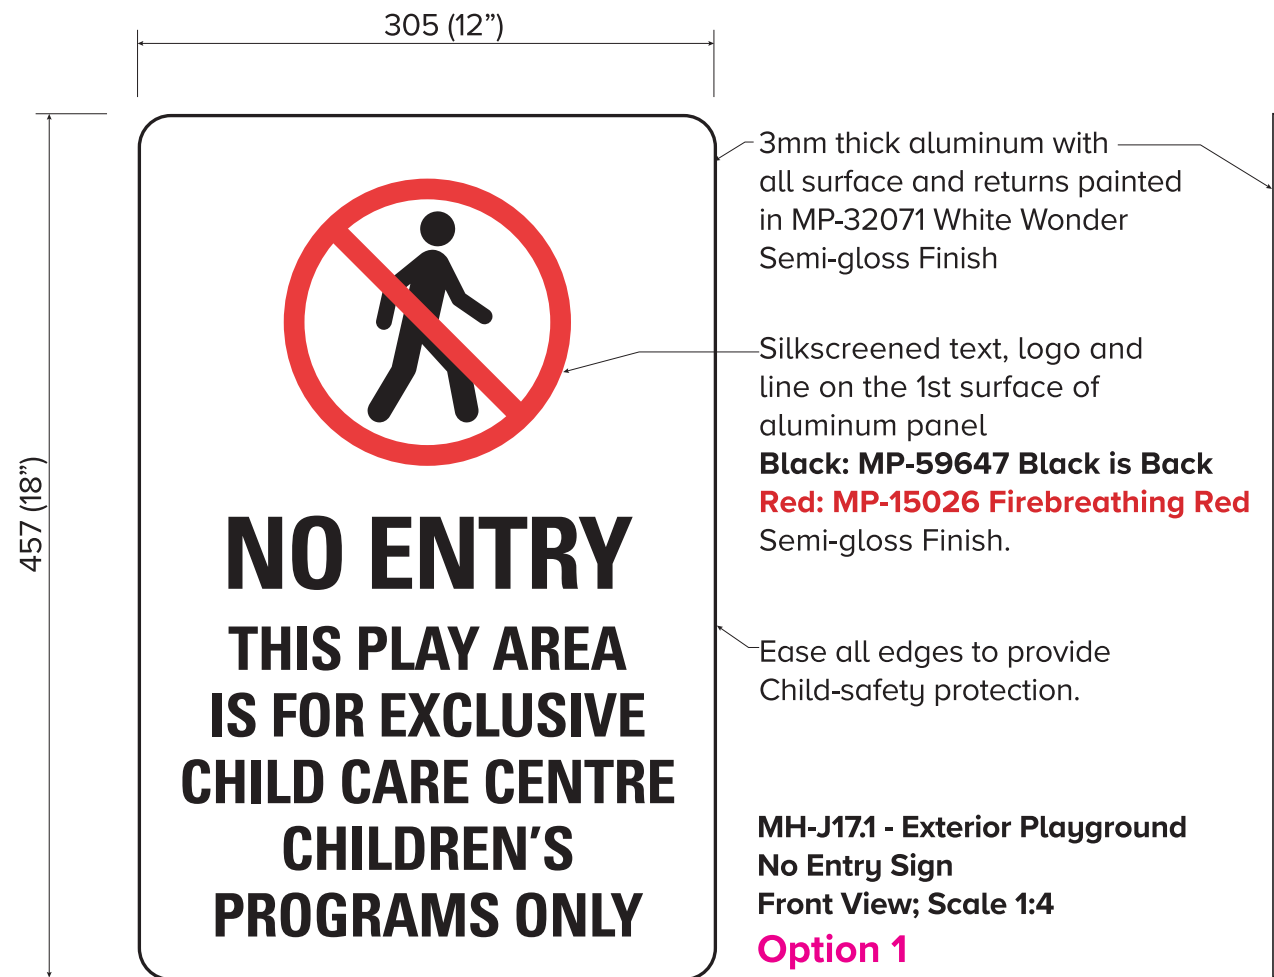 305 (12”)
457 (18”)
NO ENTRY
THIS PLAY AREA
IS FOR EXCLUSIVE
CHILD CARE CENTRE
CHILDREN’S
PROGRAMS ONLY
3mm thick aluminum with
all surface and returns painted
in MP-32071 White Wonder
Semi-gloss Finish
Silkscreened text, logo and
line on the 1st surface of
aluminum panel
Black: MP-59647 Black is Back
Red: MP-15026 Firebreathing Red
Semi-gloss Finish.
Ease all edges to provide
Child-safety protection.
MH-J17.1 - Exterior Playground
No Entry Sign
Front View; Scale 1:4
Option 1